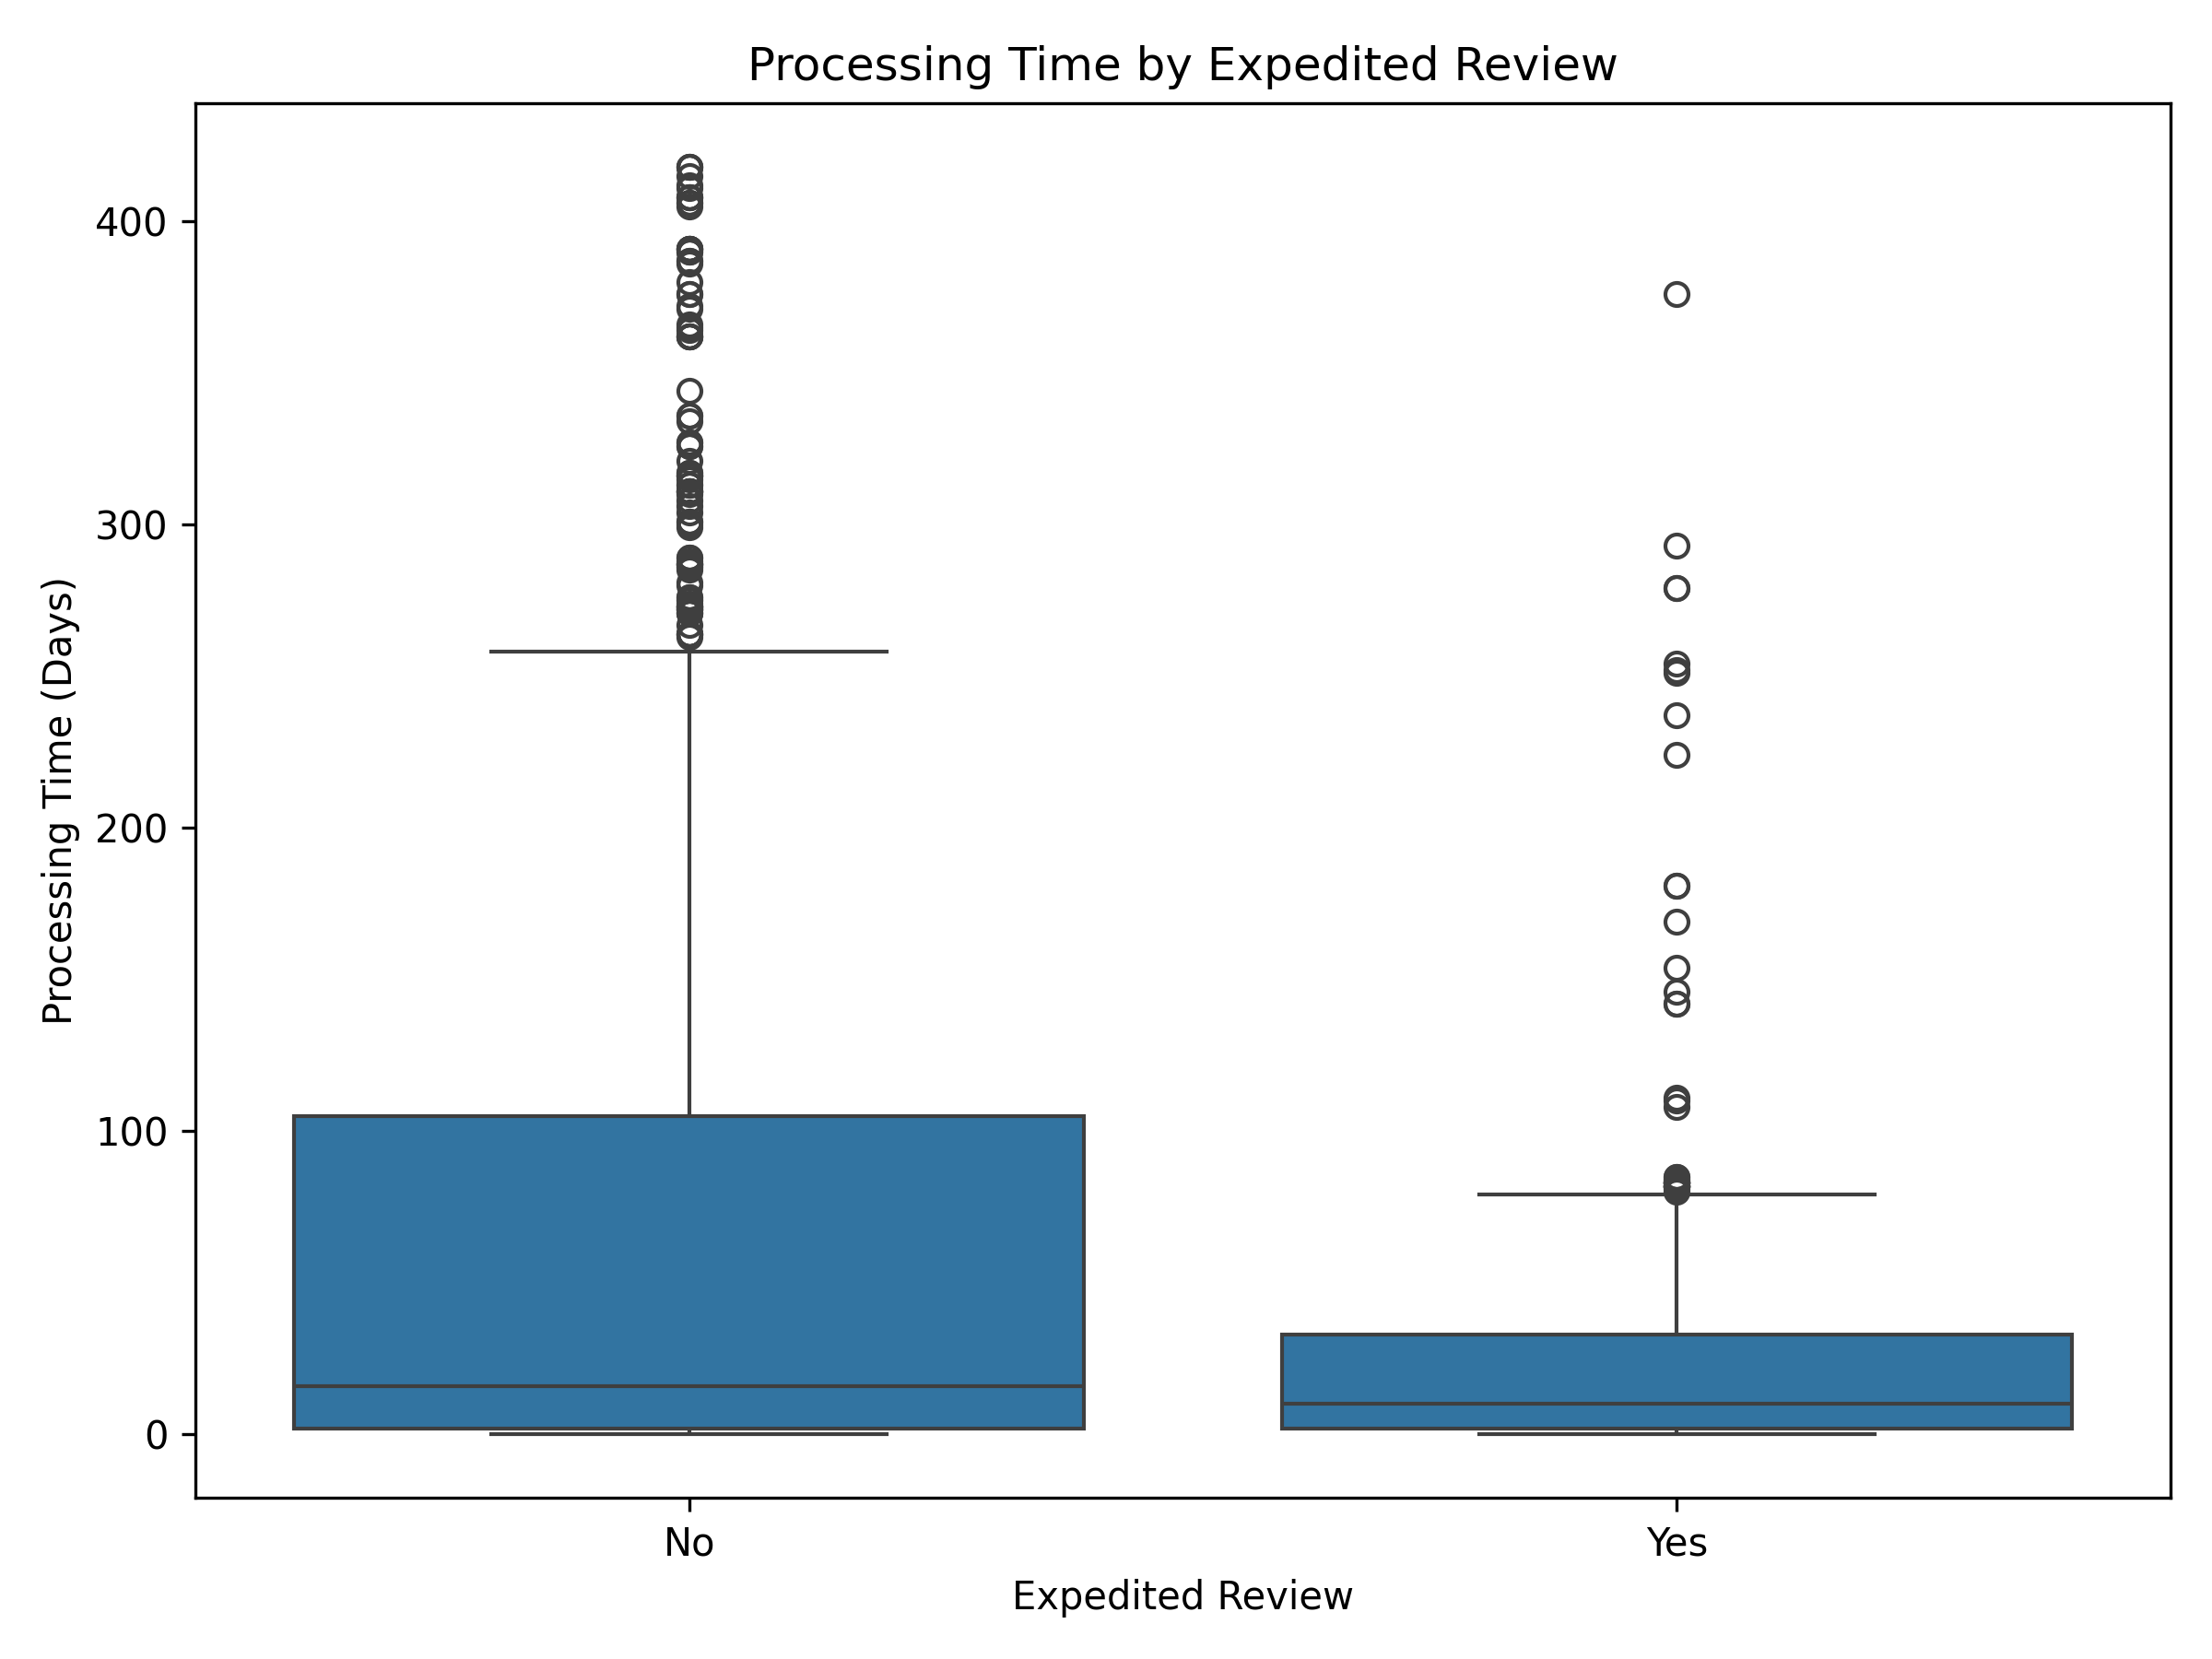 Processing Time by Expedited Review
Processing Time (Days)
400
300
200
100
0
No
Yes
Expedited Review